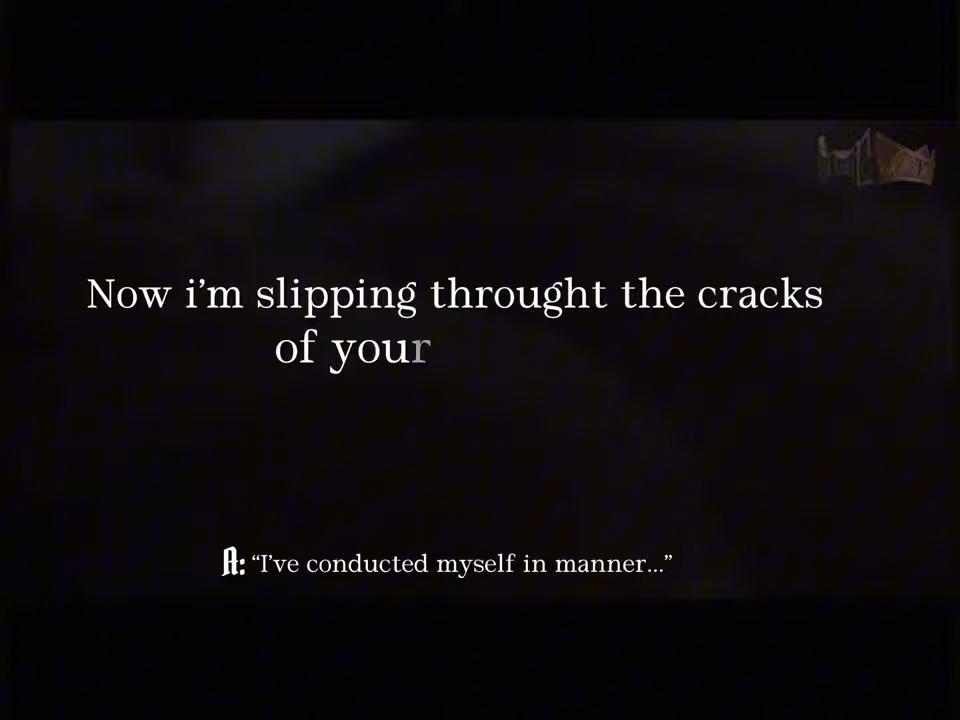 Now i’m slipping throught the cracks
of your
A: “I’ve conducted myself in manner...”